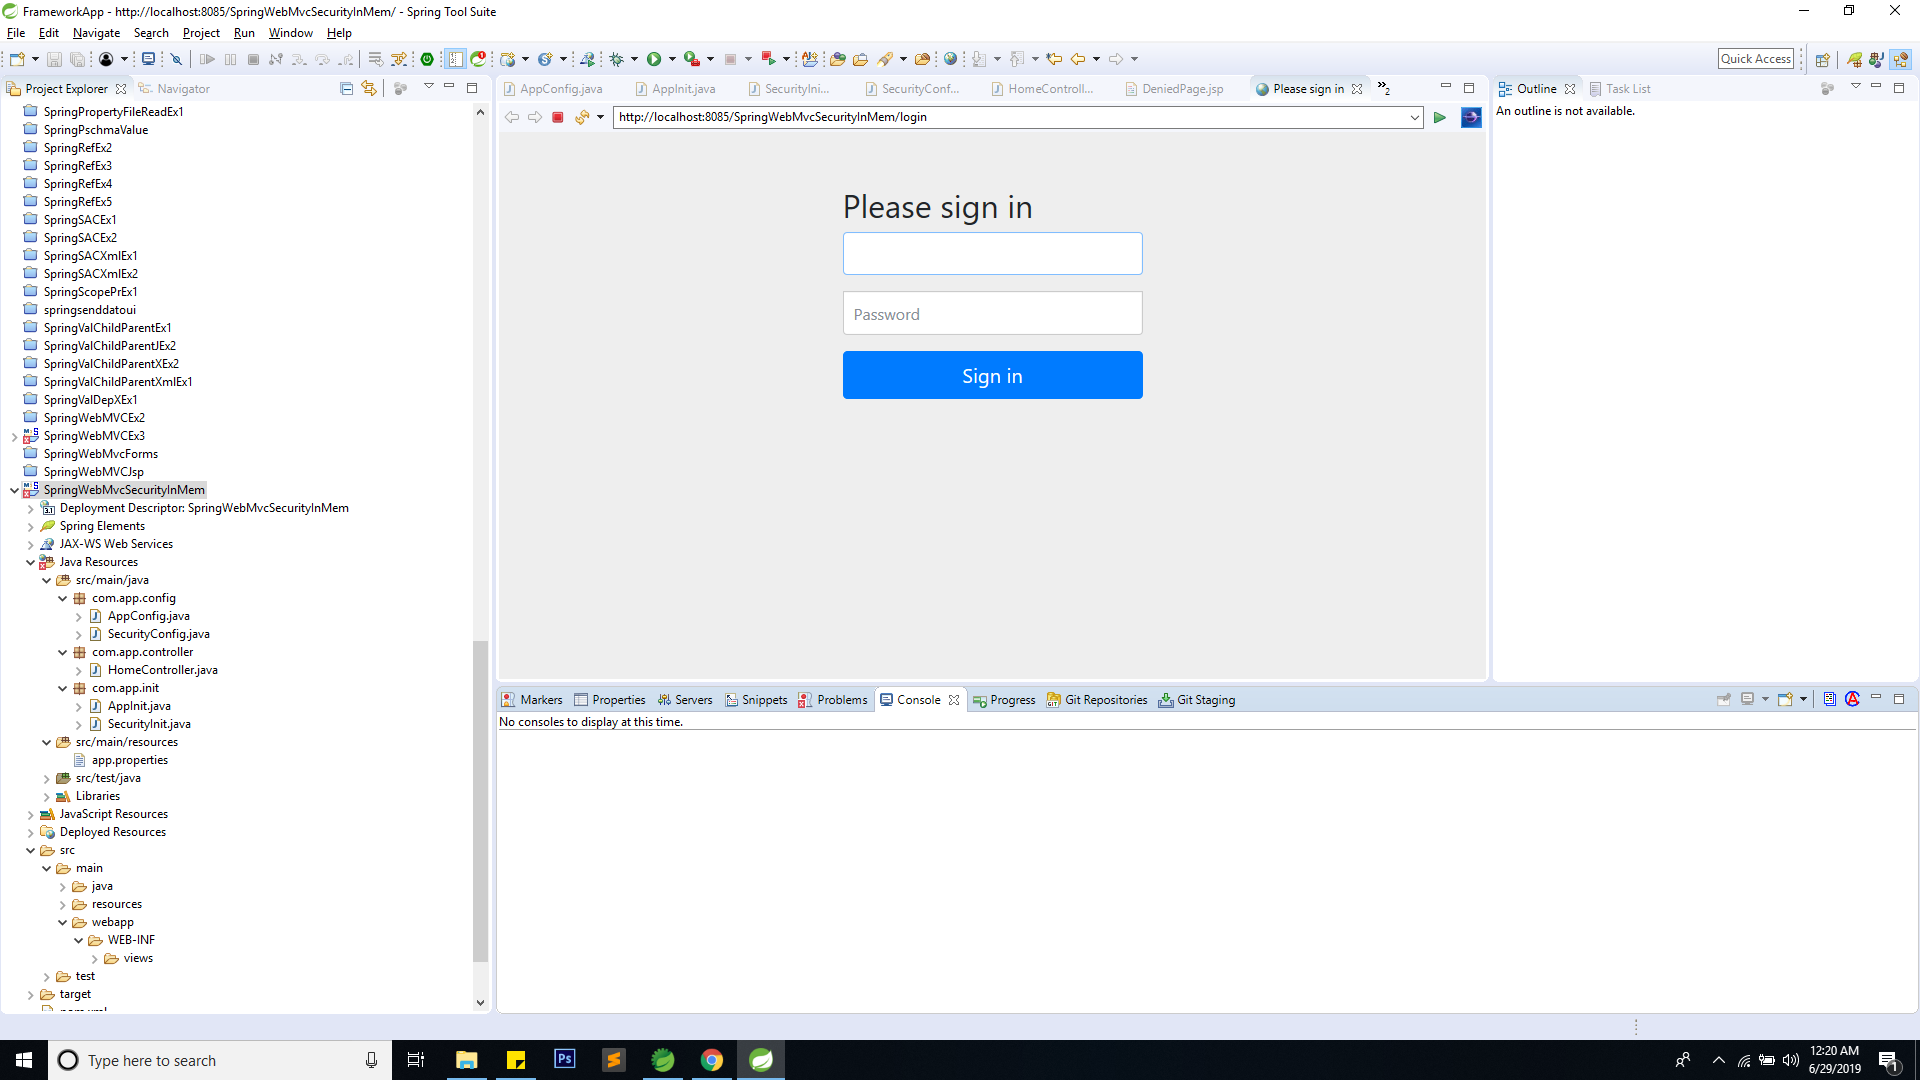 FrameworkApp - http://localhost:8085/SpringWebMvcSecurityInMem/ - Spring Tool Suite
File Edit Navigate Search Project Run Window Help
Quick Access
Project Explorer Navigator
SpringPropertyFileReadEx1
SpringPschmaValue
SpringRefEx2
SpringRefEx3
SpringRefEx4
SpringRefEx5
SpringSACEx1
SpringSACEx2
SpringSACXmlEx1
SpringSACXmlEx2
SpringScopePrEx1
springsenddatoui
SpringValChildParentEx1
SpringValChildParentJEx2
SpringValChildParentXEx2
SpringValChildParentXmlEx1
SpringValDepXEx1
SpringWebMVCEx2
SpringWebMVCEx3
SpringWebMvcForms
SpringWebMVCJsp
SpringWebMvcSecurityInMem
Deployment Descriptor: SpringWebMvcSecurityInMem
Spring Elements
JAX-WS Web Services
Java Resources
src/main/java
com.app.config
AppConfig.java
SecurityConfig.java
com.app.controller
HomeController.java
com.app.init
AppInit.java
SecurityInit.java
src/main/resources
app.properties
src/test/java
Libraries
JavaScript Resources
Deployed Resources
src
main
java
resources
webapp
WEB-INF
views
test
target
AppConfig.java AppInit.java SecurityIni... SecurityConf... HomeControll... DeniedPage.jsp Please sign in »2
http://localhost:8085/SpringWebMvcSecurityInMem/login
Please sign in
Password
Sign in
Outline Task List
An outline is not available.
Markers Properties Servers Snippets Problems Console Progress Git Repositories Git Staging
No consoles to display at this time.
Type here to search
Ps
12:20 AM
6/29/2019
1